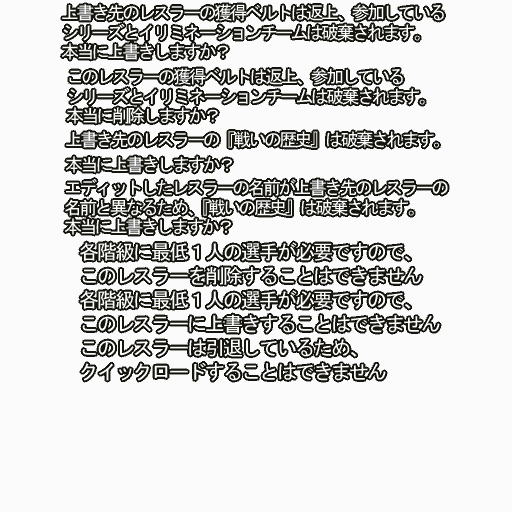 上書き先のレスラーの獲得ベルトは返上、参加している
シリーズとイリミネーションチームは破棄されます。
本当に上書きしますか？
このレスラーの獲得ベルトは返上、参加している
シリーズとイリミネーションチームは破棄されます。
本当に削除しますか？
上書き先のレスラーの『戦いの歴史』は破棄されます。
本当に上書きしますか？
エディットしたレスラーの名前が上書き先のレスラーの
名前と異なるため、『戦いの歴史』は破棄されます。
本当に上書きしますか？
各階級に最低１人の選手が必要ですので、
このレスラーを削除することはできません
各階級に最低１人の選手が必要ですので、
このレスラーに上書きすることはできません
このレスラーは引退しているため、
クイックロードすることはできません